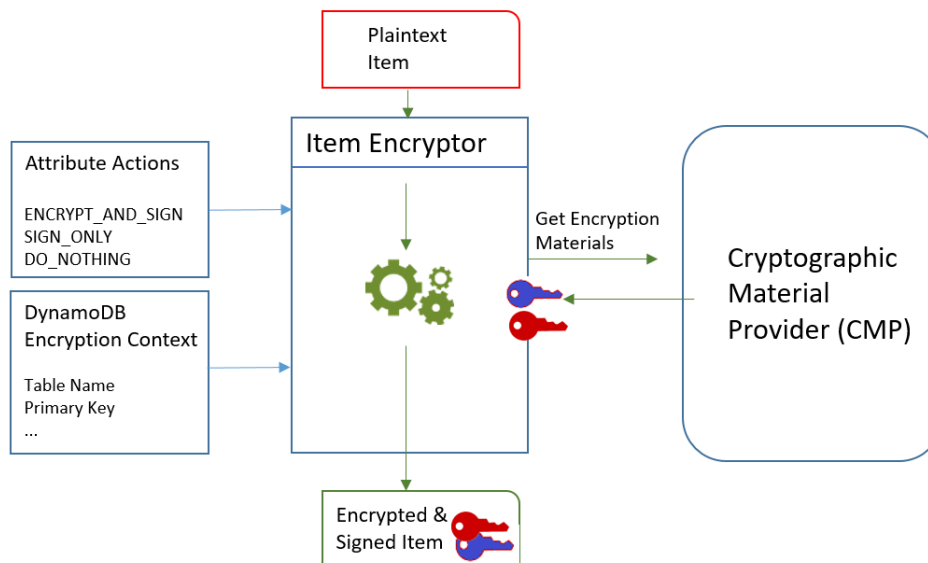 Plaintext
Item
Item Encryptor
Attribute Actions
ENCRYPT_AND_SIGN
SIGN_ONLY
DO_NOTHING
DynamoDB
Encryption Context
Table Name
Primary Key
...
Get Encryption
Materials
Cryptographic
Material
Provider (CMP)
Encrypted &
Signed Item